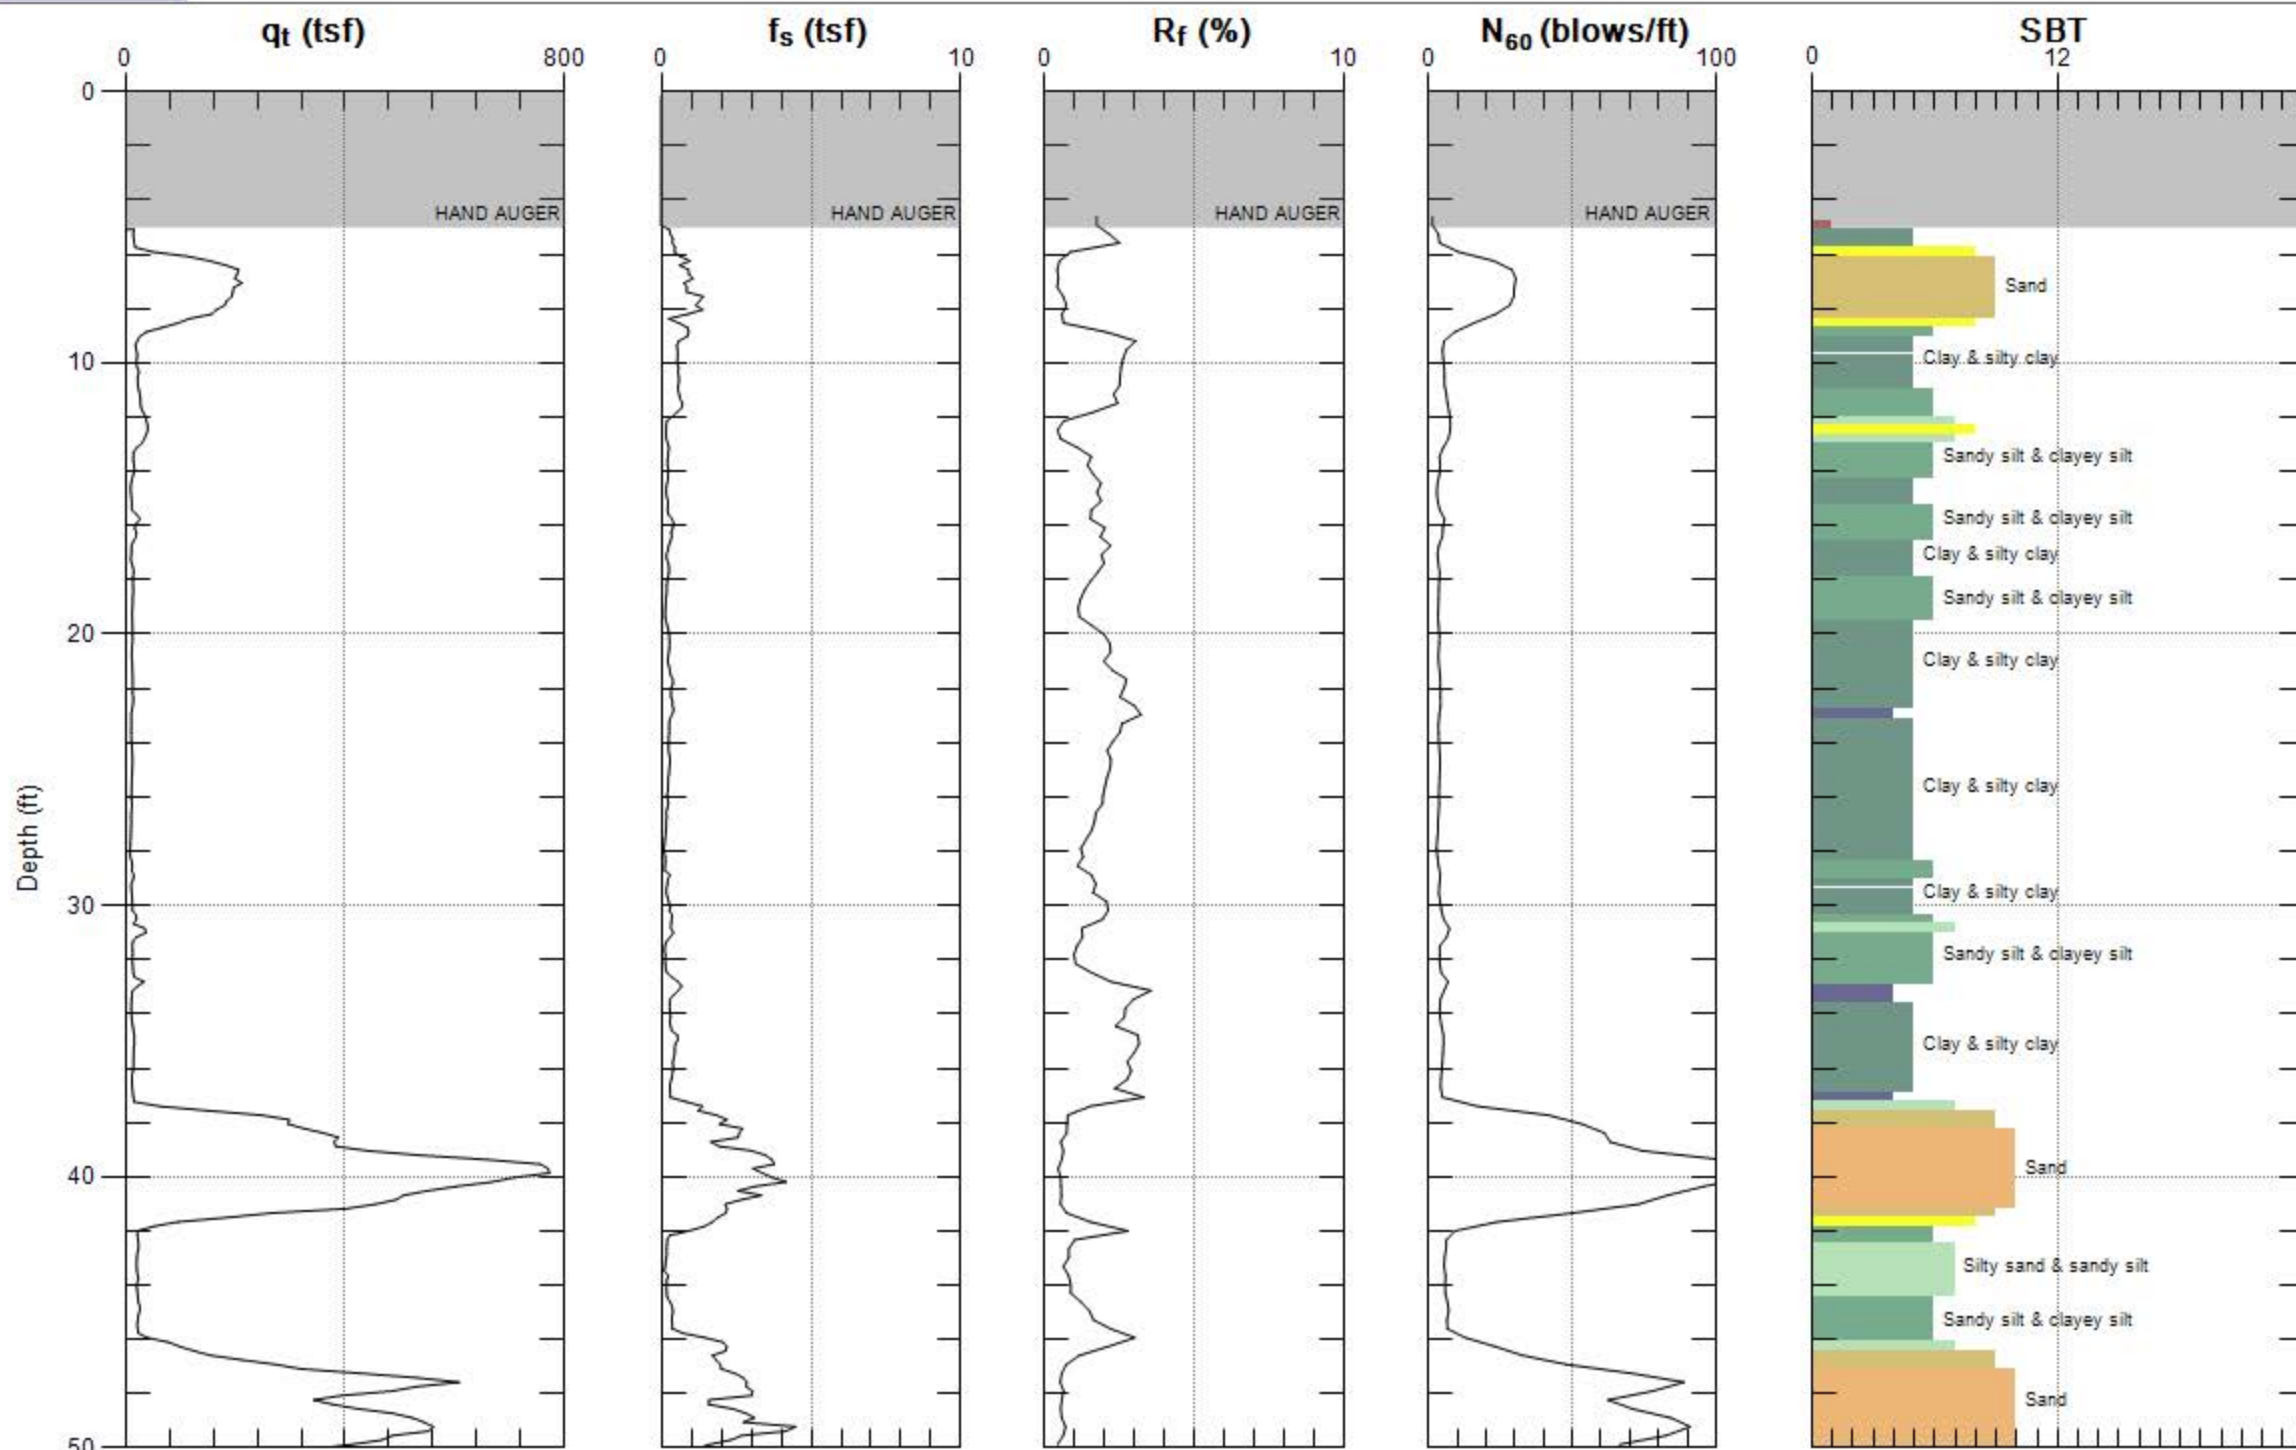 qt (tsf) fs (tsf) Rf (%) N60 (blows/ft) SBT
0 800 0 10 0 10 0 100 0 12
0
HAND AUGER HAND AUGER HAND AUGER HAND AUGER
Sand
10 Clay & silty clay
Sandy silt & clayey silt
Sandy silt & clayey silt
Clay & silty clay
Sandy silt & clayey silt
20
Clay & silty clay
Clay & silty clay
Depth (ft)
Clay & silty clay
30
Sandy silt & clayey silt
Clay & silty clay
Sand
40
Silty sand & sandy silt
Sandy silt & clayey silt
Sand
50